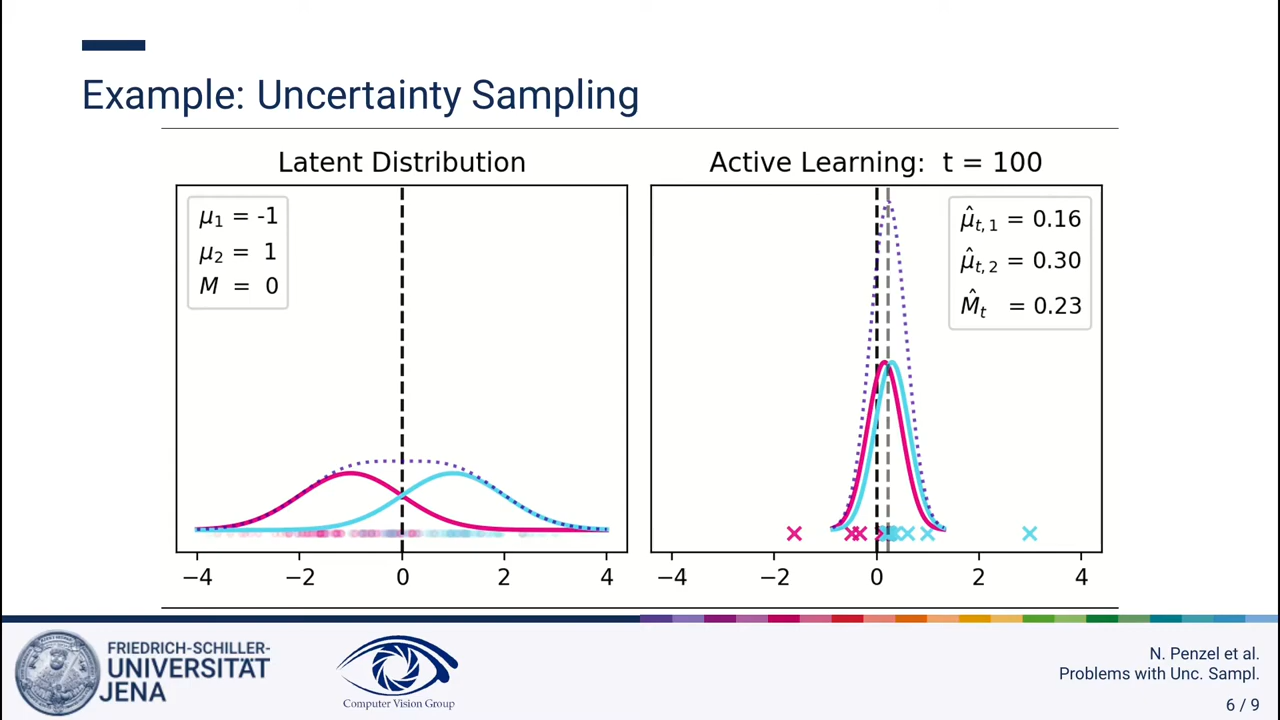 Example: Uncertainty Sampling
Latent Distribution
μ₁ = -1
μ₂ = 1
M = 0
−4 −2 0 2 4
Active Learning: t = 100
μ̂ₜ,₁ = 0.16
μ̂ₜ,₂ = 0.30
M̂ₜ = 0.23
−4 −2 0 2 4
FRIEDRICH-SCHILLER-
UNIVERSITÄT
JENA
Computer Vision Group
N. Penzel et al.
Problems with Unc. Sampl.
6 / 9